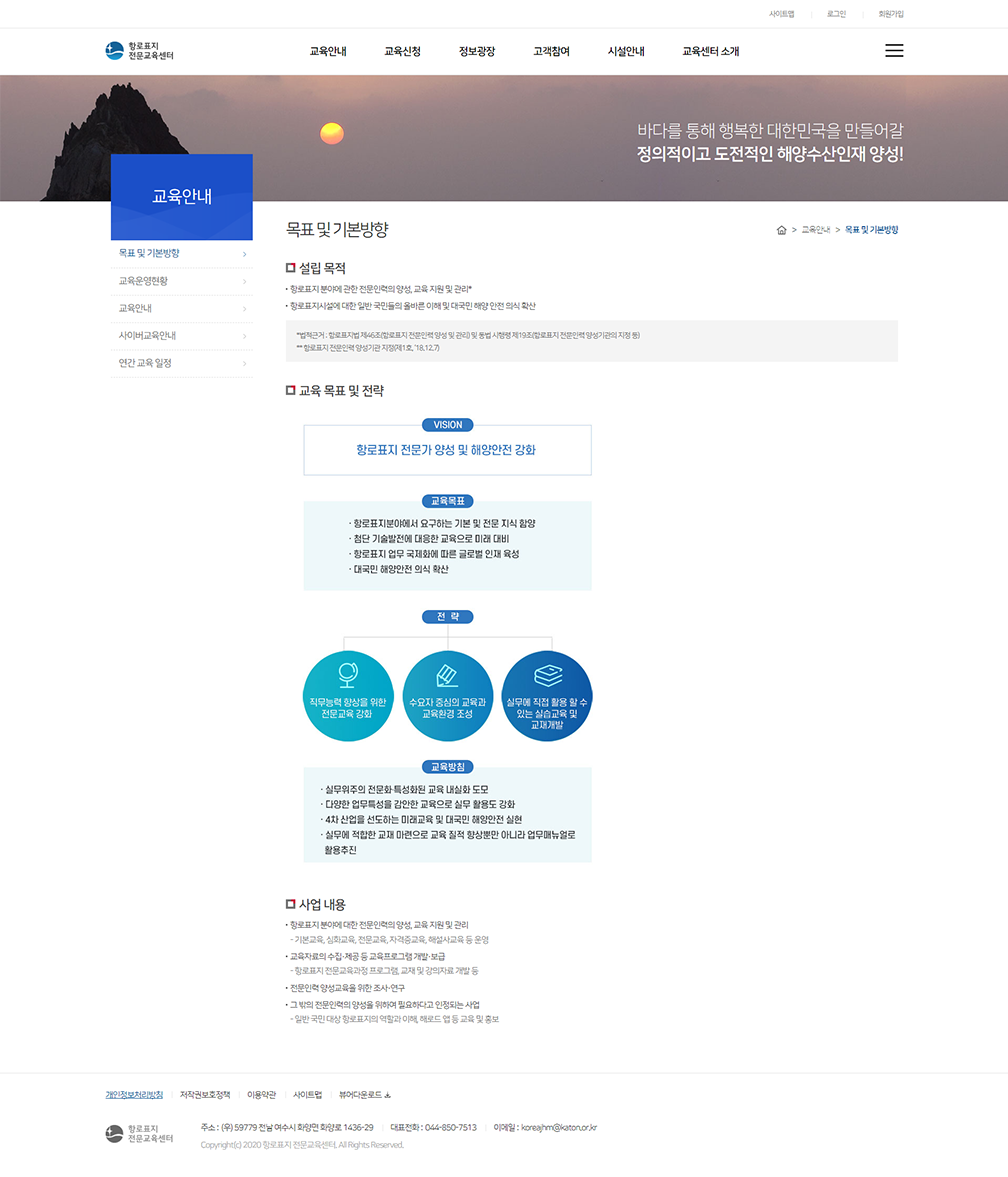 사이트맵
로그인
회원가입
항로표지
전문교육센터
교육안내
교육신청
정보광장
고객참여
시설안내
교육센터 소개
바다를 통해 행복한 대한민국을 만들어갈
정의적이고 도전적인 해양수산인재 양성!
교육안내
목표 및 기본방향
교육운영현황
교육안내
사이버교육안내
연간 교육 일정
목표 및 기본방향
> 교육안내 > 목표 및 기본방향
설립 목적
• 항로표지 분야에 관한 전문인력의 양성, 교육 지원 및 관리*
• 항로표지시설에 대한 일반 국민들의 올바른 이해 및 대국민 해양 안전 의식 확산
*법적근거 : 항로표지법 제46조(항로표지 전문인력 양성 및 관리) 및 동법 시행령 제19조(항로표지 전문인력 양성기관의 지정 등)
** 항로표지 전문인력 양성기관 지정(제1호, '18.12.7)
교육 목표 및 전략
VISION
항로표지 전문가 양성 및 해양안전 강화
교육목표
· 항로표지분야에서 요구하는 기본 및 전문 지식 함양
· 첨단 기술발전에 대응한 교육으로 미래 대비
· 항로표지 업무 국제화에 따른 글로벌 인재 육성
· 대국민 해양안전 의식 확산
전 략
직무능력 향상을 위한
전문교육 강화
수요자 중심의 교육과
교육환경 조성
실무에 직접 활용 할 수
있는 실습교육 및
교재개발
교육방침
· 실무위주의 전문화·특성화된 교육 내실화 도모
· 다양한 업무특성을 감안한 교육으로 실무 활용도 강화
· 4차 산업을 선도하는 미래교육 및 대국민 해양안전 실현
· 실무에 적합한 교재 마련으로 교육 질적 향상뿐만 아니라 업무매뉴얼로
활용추진
사업 내용
• 항로표지 분야에 대한 전문인력의 양성, 교육 지원 및 관리
- 기본교육, 심화교육, 전문교육, 자격증교육, 해설사교육 등 운영
• 교육자료의 수집·제공 등 교육프로그램 개발·보급
- 항로표지 전문교육과정 프로그램, 교재 및 강의자료 개발 등
• 전문인력 양성교육을 위한 조사·연구
• 그 밖의 전문인력의 양성을 위하여 필요하다고 인정되는 사업
- 일반 국민 대상 항로표지의 역할과 이해, 해로드 앱 등 교육 및 홍보
개인정보처리방침
저작권보호정책
이용약관
사이트맵
뷰어다운로드
항로표지
전문교육센터
주소 : (우) 59779 전남 여수시 화양면 화양로 1436-29
대표전화 : 044-850-7513
이메일 : koreajhm@katon.or.kr
Copyright(c) 2020 항로표지 전문교육센터. All Rights Reserved.